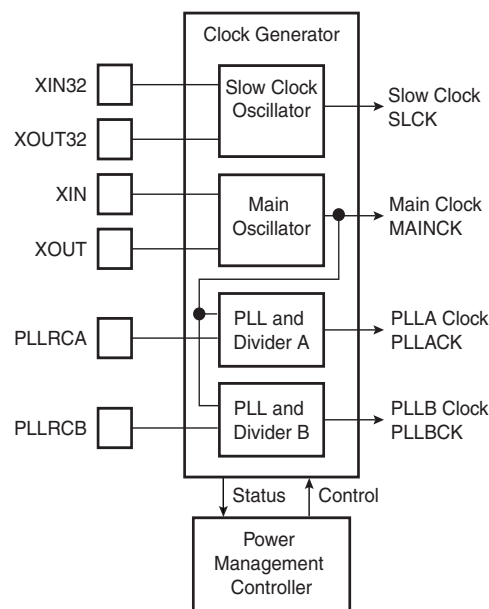 Clock Generator
XIN32
Slow Clock
Oscillator
Slow Clock
SLCK
XOUT32
XIN
Main
Oscillator
Main Clock
MAINCK
XOUT
PLLRCA
PLL and
Divider A
PLLA Clock
PLLACK
PLLRCB
PLL and
Divider B
PLLB Clock
PLLBCK
Status
Control
Power
Management
Controller